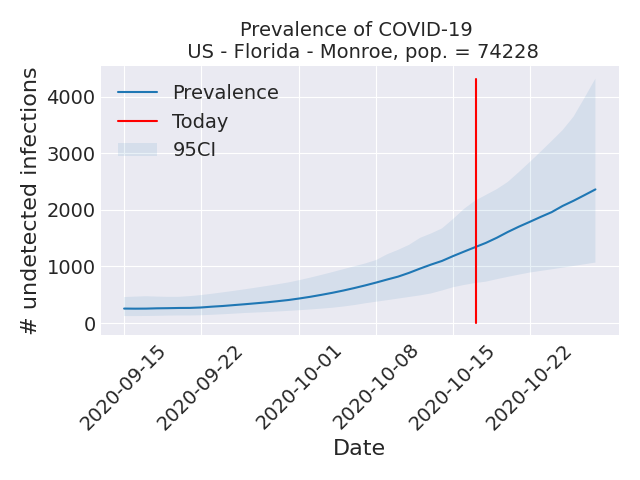 Prevalence of COVID-19
US - Florida - Monroe, pop. = 74228
Prevalence
Today
95CI
# undetected infections
4000
3000
2000
1000
0
2020-09-15
2020-09-22
2020-10-01
2020-10-08
2020-10-15
2020-10-22
Date